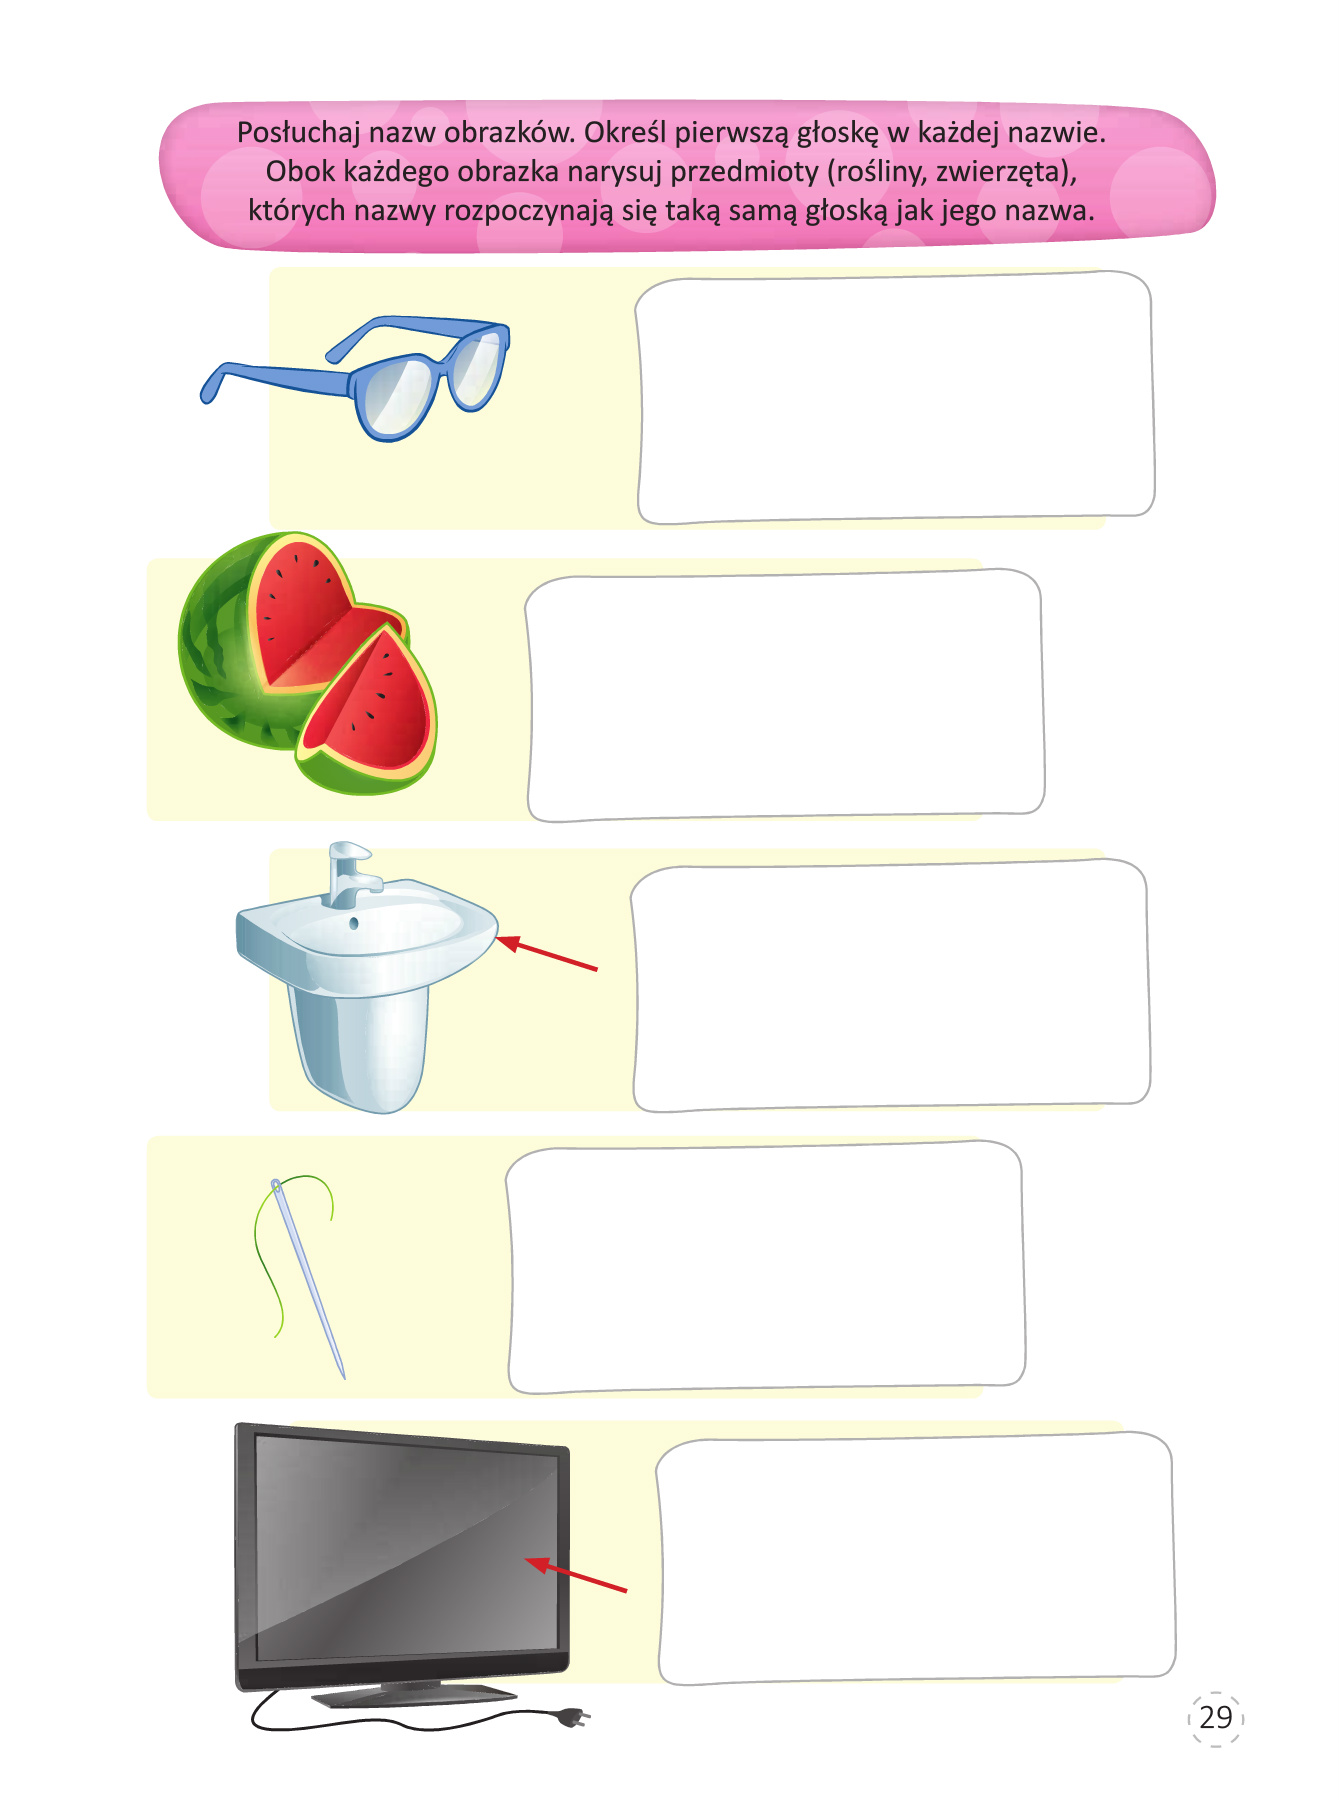 Posłuchaj nazw obrazków. Określ pierwszą głoskę w każdej nazwie.
Obok każdego obrazka narysuj przedmioty (rośliny, zwierzęta),
których nazwy rozpoczynają się taką samą głoską jak jego nazwa.
29